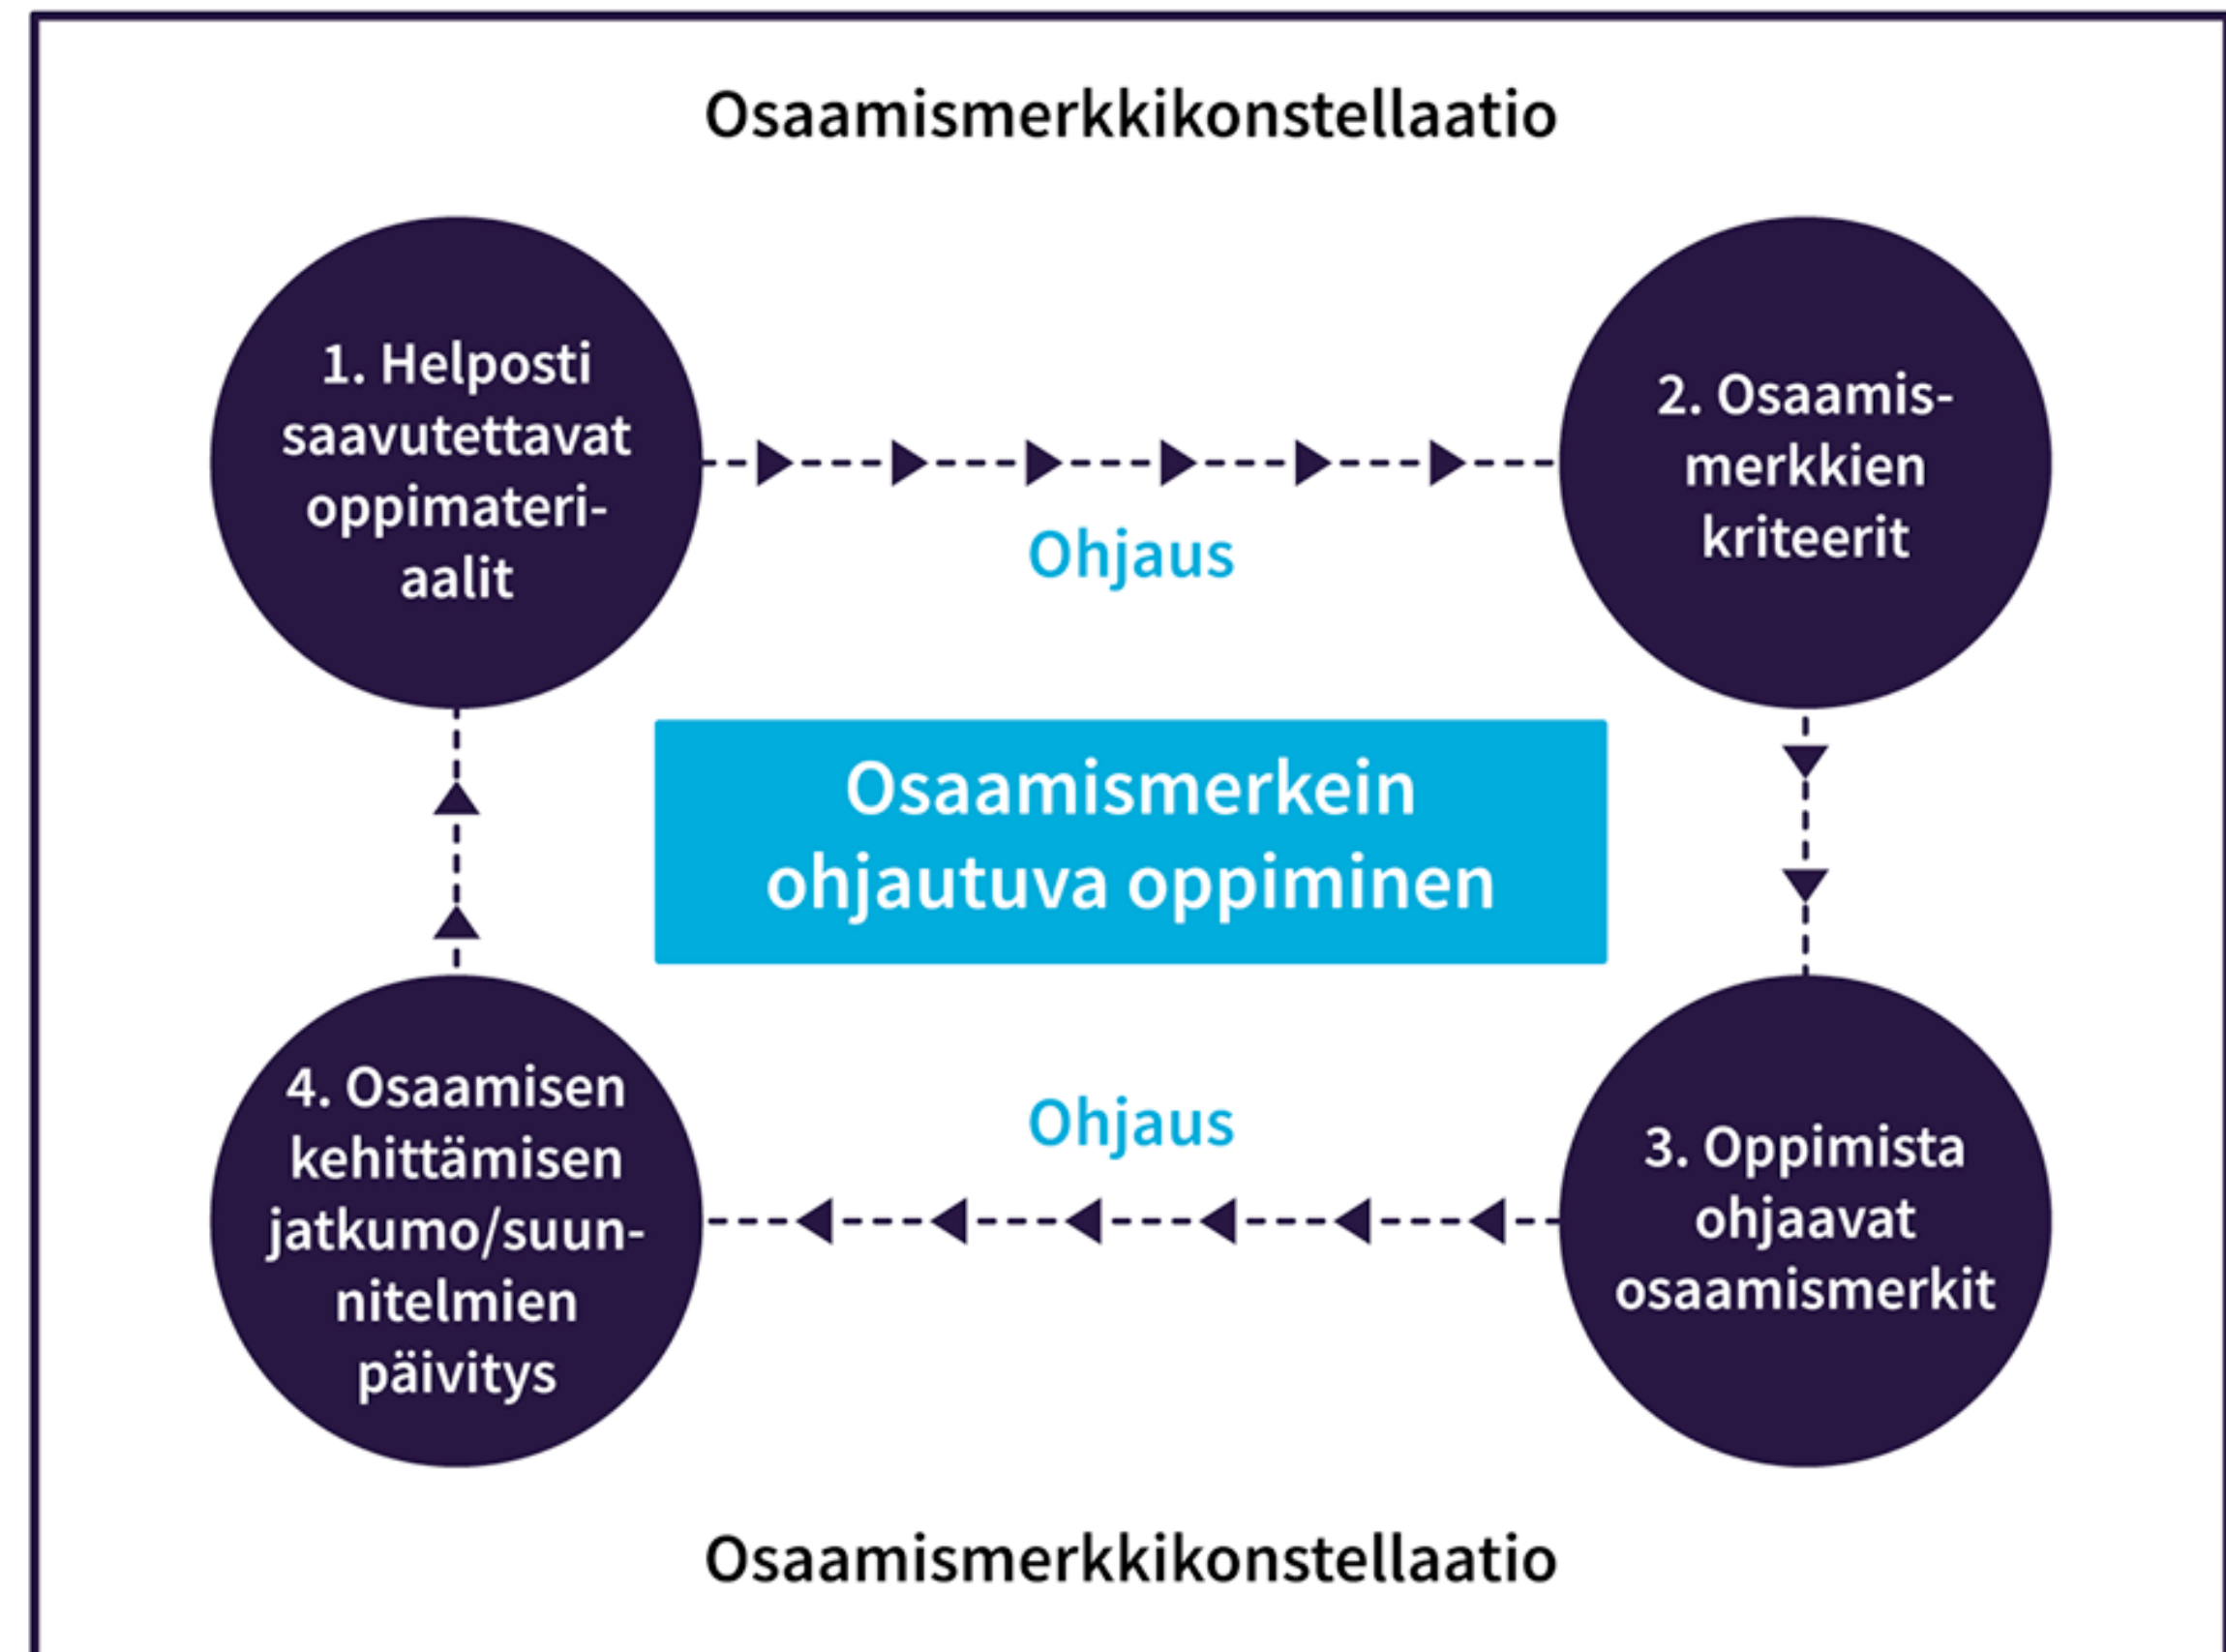 Osaamismerkkikonstellaatio
1. Helposti
saavutettavat
oppimateri-
aalit
2. Osaamis-
merkkien
kriteerit
Ohjaus
Osaamismerkein
ohjautuva oppiminen
Ohjaus
3. Oppimista
ohjaavat
osaamismerkit
4. Osaamisen
kehittämisen
jatkumo/suun-
nitelmien
päivitys
Osaamismerkkikonstellaatio